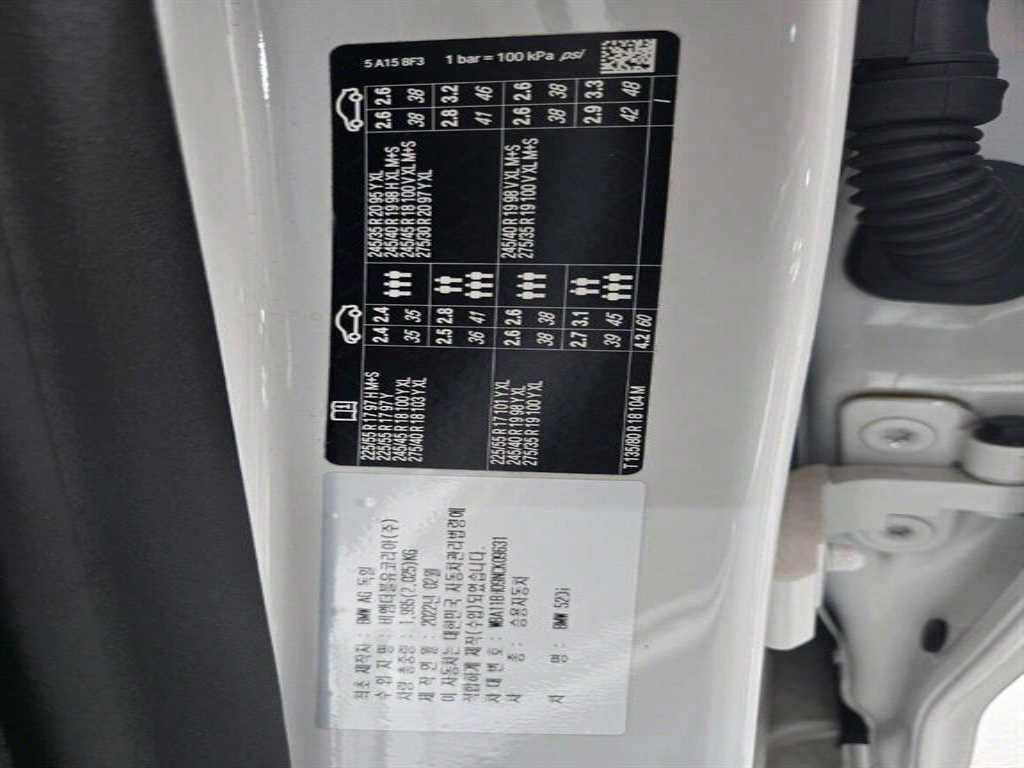 5 A15 8F3 1 bar = 100 kPa psi
225/55 R 17 97 H M+S
225/55 R 17 97 Y
245/45 R 18 100 Y XL
275/40 R 18 103 Y XL
2.4 2.4
35 35
2.5 2.8
36 41
245/35 R 20 95 Y XL
245/40 R 19 98 H XL M+S
245/45 R 18 100 V XL M+S
275/30 R 20 97 Y XL
2.6 2.6
38 38
2.8 3.2
41 46
225/55 R 17 101 Y XL
245/40 R 19 98 Y XL
275/35 R 19 100 Y XL
2.6 2.6
38 38
2.7 3.1
39 45
245/40 R 19 98 V XL M+S
275/35 R 19 100 V XL M+S
2.6 2.6
38 38
2.9 3.3
42 48
T 135/80 R 18 104 M
4.2 / 60
/
최초 제작자 : BMW AG 독일
수 입 자 명 : 비엠더블유코리아(주)
차량 총중량 : 1,995(2,025)KG
제 작 연 월 : 2022년 02월
이 자동차는 대한민국 자동차관리법령에
적합하게 제작(수입)되었습니다.
차 대 번 호 : WBA11BH09NCK09631
차 종 : 승용자동차
차 명 : BMW 520i